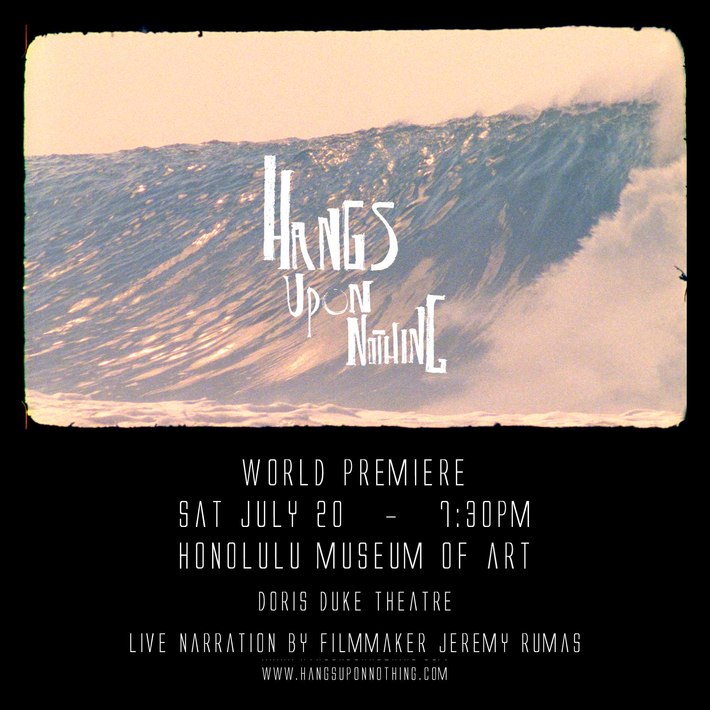 HANGS
UPON
NOTHING
WORLD PREMIERE
SAT JULY 20 - 7:30PM
HONOLULU MUSEUM OF ART
DORIS DUKE THEATRE
LIVE NARRATION BY FILMMAKER JEREMY RUMAS
WWW.HANGSUPONNOTHING.COM